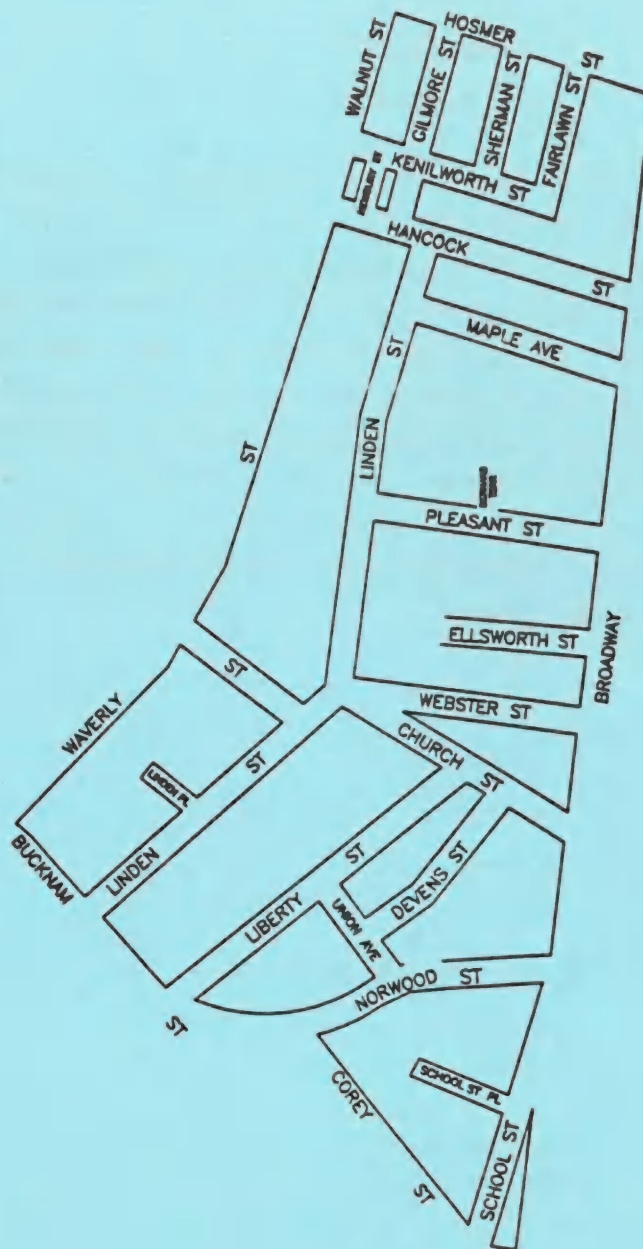 HOSMER ST
WALNUT ST
GILMORE ST
SHERMAN ST
FAIRLAWN ST
KENILWORTH ST
HANCOCK ST
MAPLE AVE
LINDEN ST
PLEASANT ST
ELLSWORTH ST
BROADWAY
WEBSTER ST
WAVERLY ST
CHURCH ST
LINDEN PL
LINDEN ST
BUCKNAM ST
LIBERTY ST
DEVENS ST
UNION AVE
NORWOOD ST
SCHOOL ST PL
COREY ST
SCHOOL ST